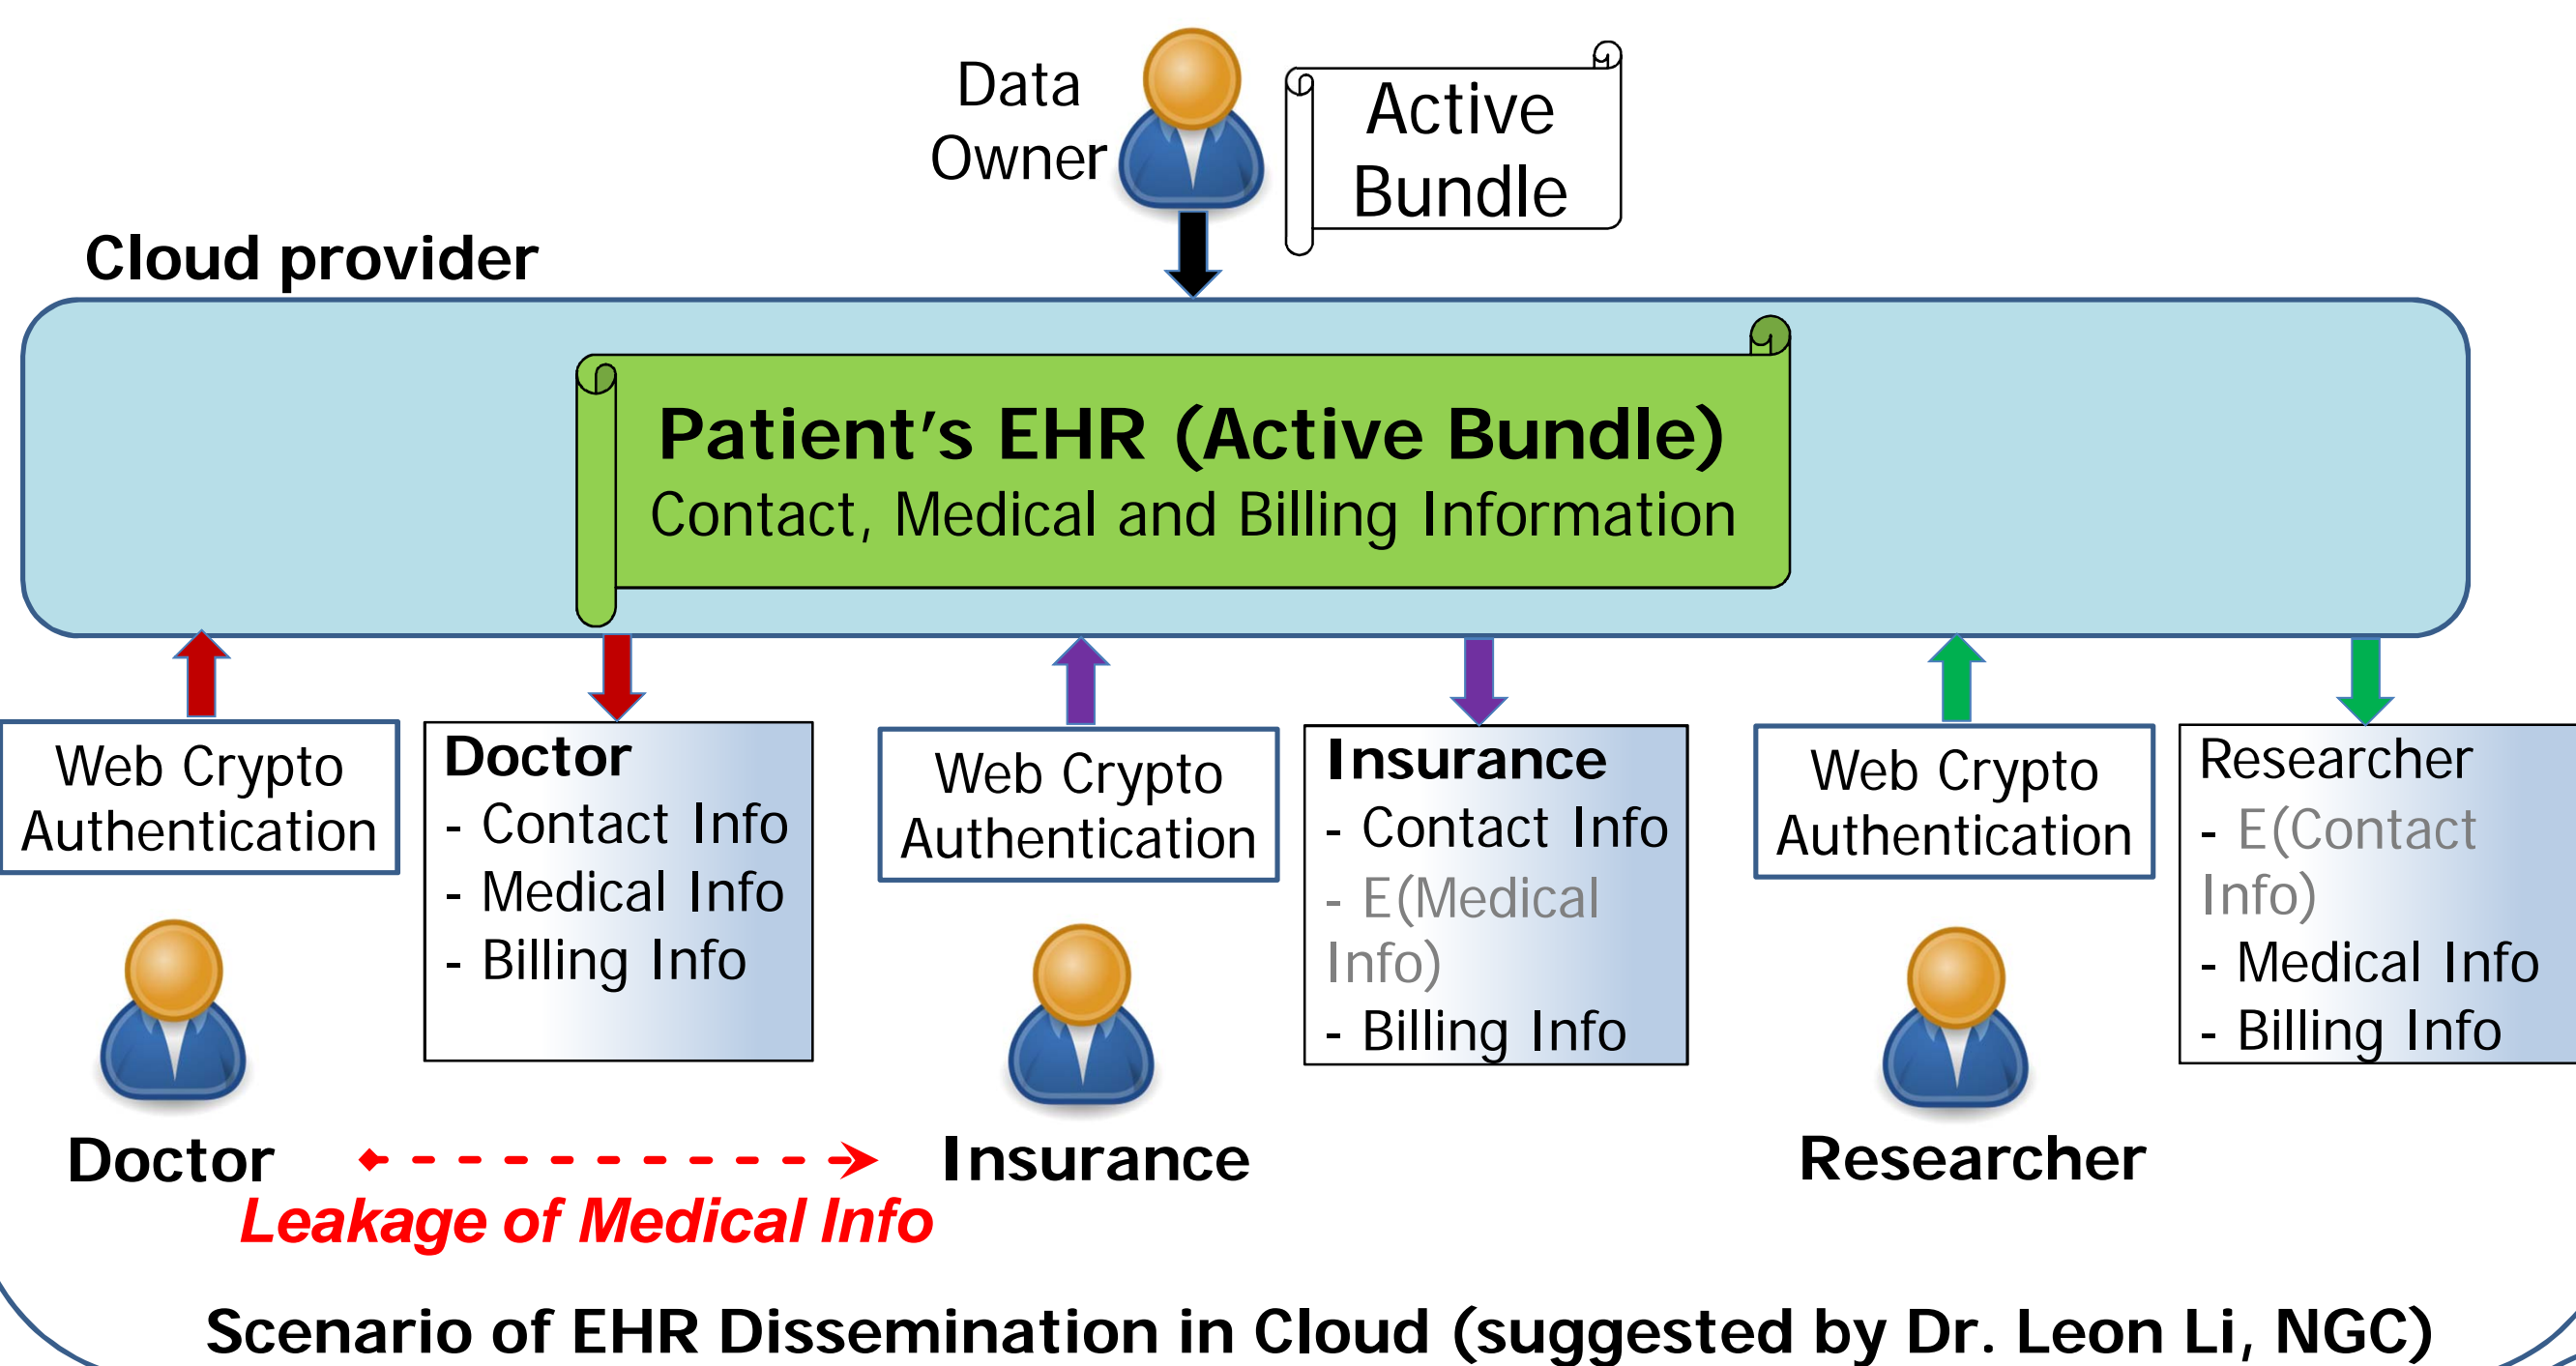 Data
Owner
Active
Bundle
Cloud provider
Patient’s EHR (Active Bundle)
Contact, Medical and Billing Information
Web Crypto
Authentication
Doctor
- Contact Info
- Medical Info
- Billing Info
Web Crypto
Authentication
Insurance
- Contact Info
- E(Medical
Info)
- Billing Info
Web Crypto
Authentication
Researcher
- E(Contact
Info)
- Medical Info
- Billing Info
Doctor
Insurance
Researcher
Leakage of Medical Info
Scenario of EHR Dissemination in Cloud (suggested by Dr. Leon Li, NGC)